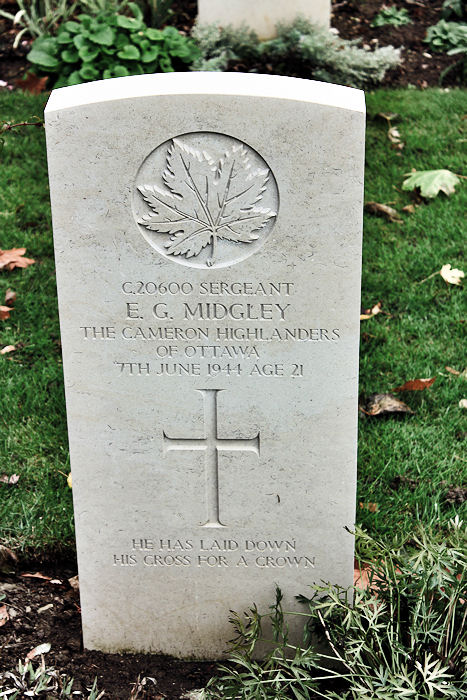 C.20600 SERGEANT
E. G. MIDGLEY
THE CAMERON HIGHLANDERS
OF OTTAWA
7TH JUNE 1944 AGE 21
HE HAS LAID DOWN
HIS CROSS FOR A CROWN